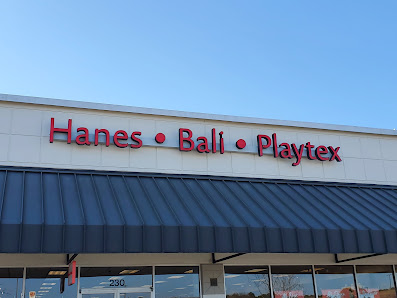 Hanes • Bali • Playtex
230